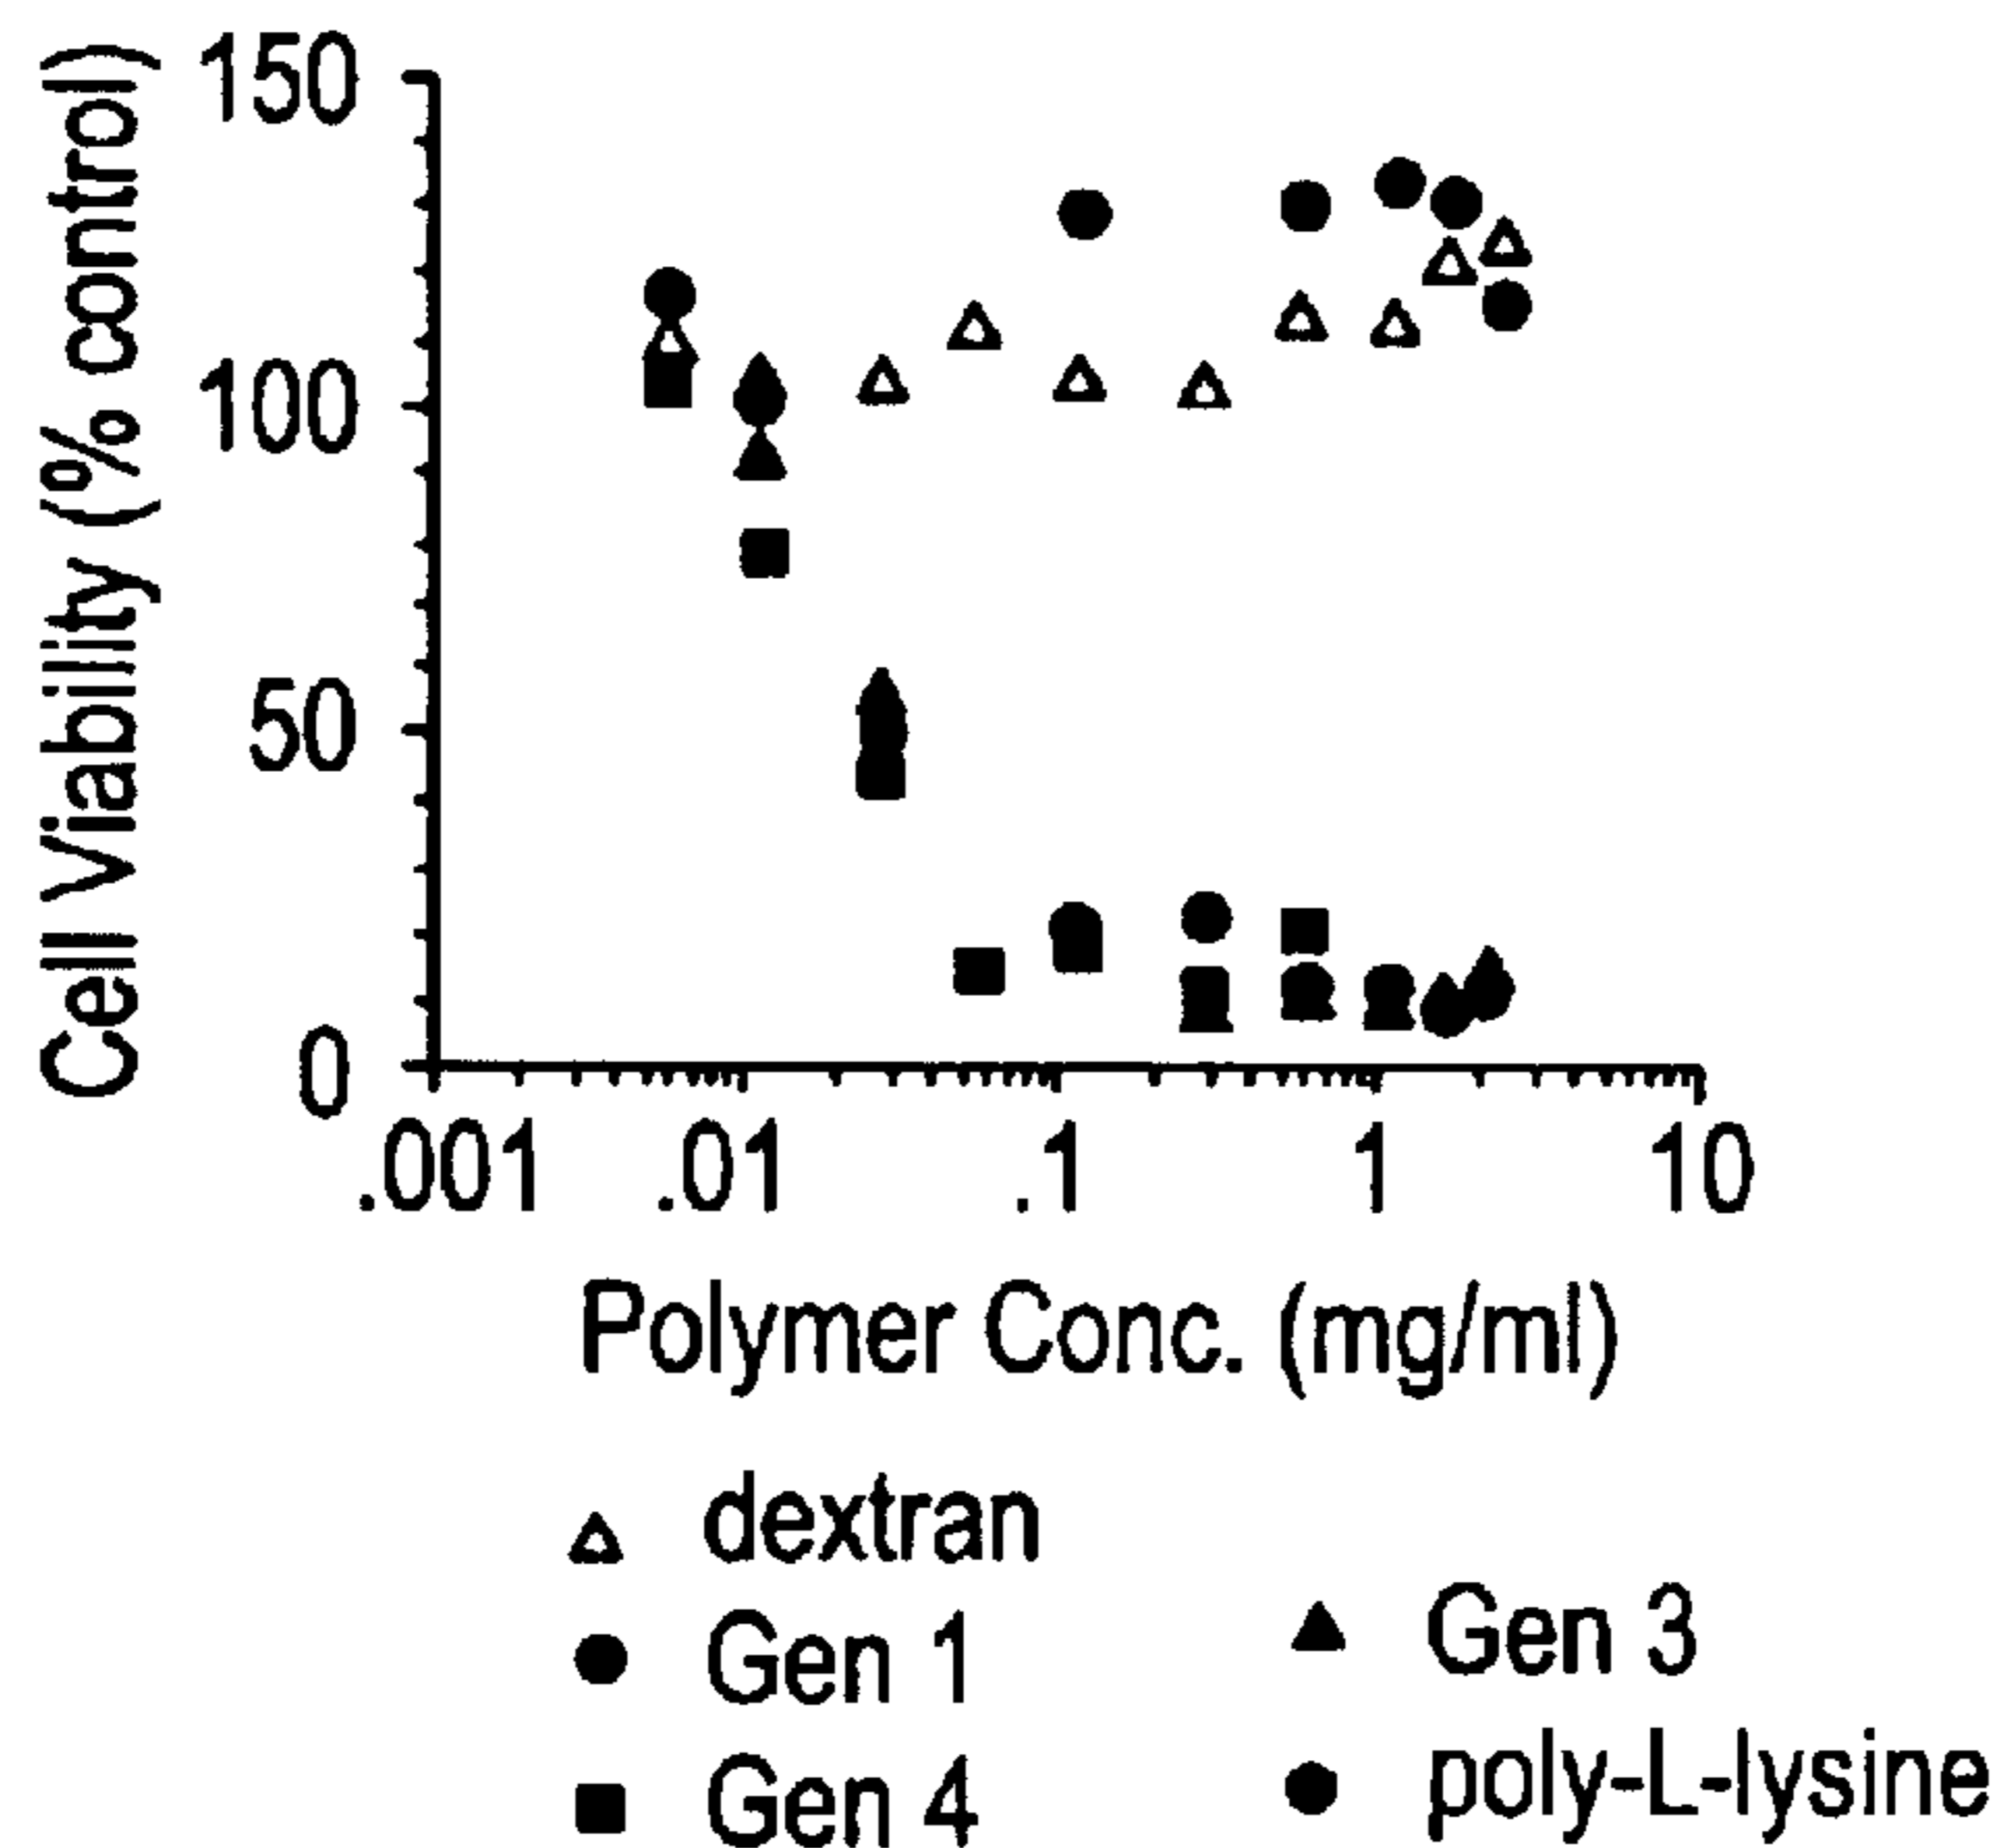 Cell Viability (% control)
150
100
50
0
.001 .01 .1 1 10
Polymer Conc. (mg/ml)
dextran
Gen 1
Gen 4
Gen 3
poly-L-lysine